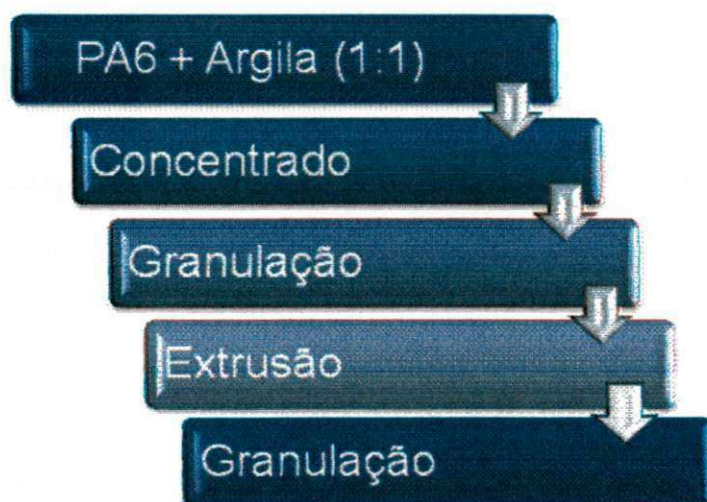 PA6 + Argila (1:1)
Concentrado
Granulação
Extrusão
Granulação